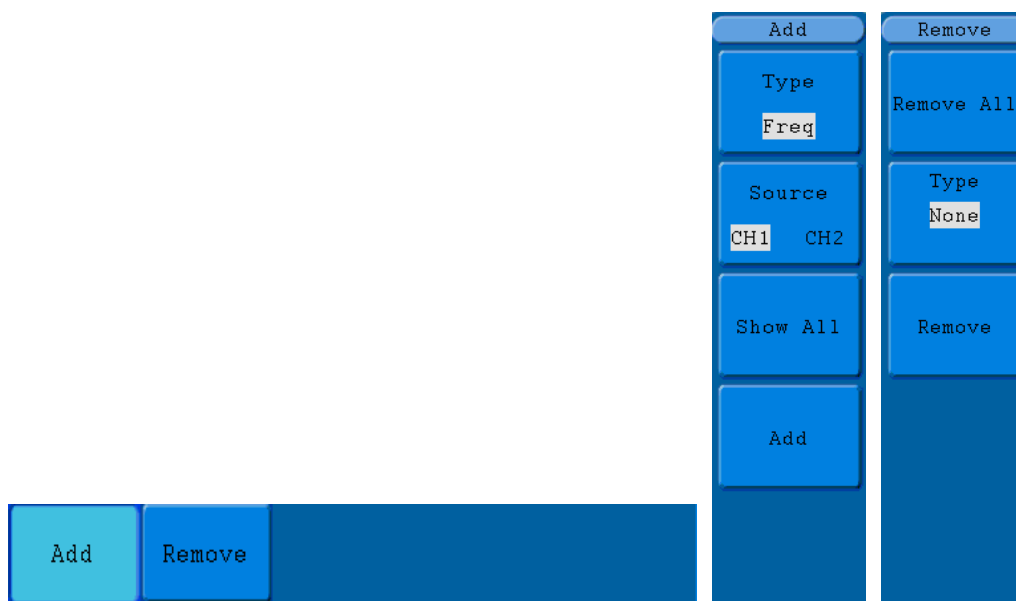 Add
Type
Freq
Source
CH1 CH2
Show All
Add
Remove
Remove All
Type
None
Remove
Add Remove